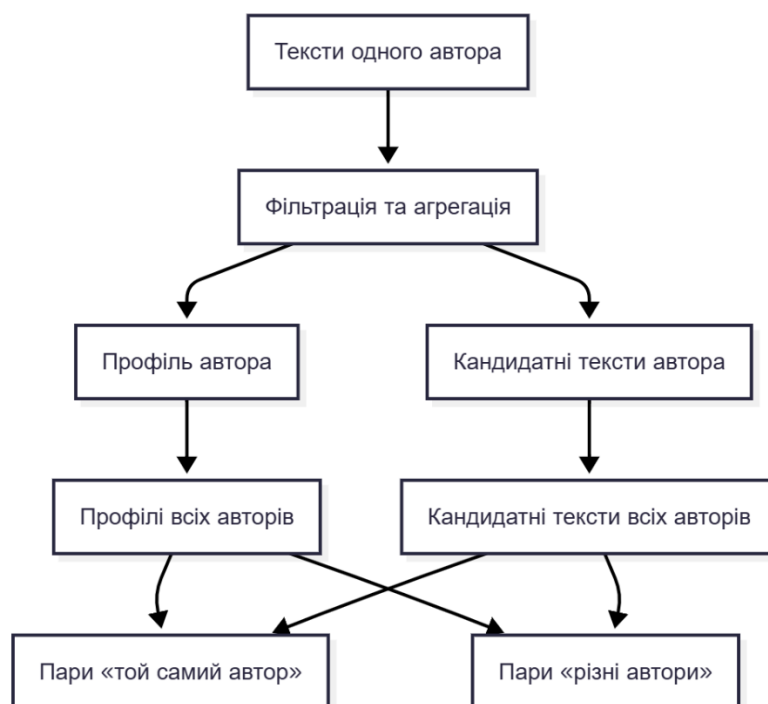 Тексти одного автора
Фільтрація та агрегація
Профіль автора
Кандидатні тексти автора
Профілі всіх авторів
Кандидатні тексти всіх авторів
Пари «той самий автор»
Пари «різні автори»